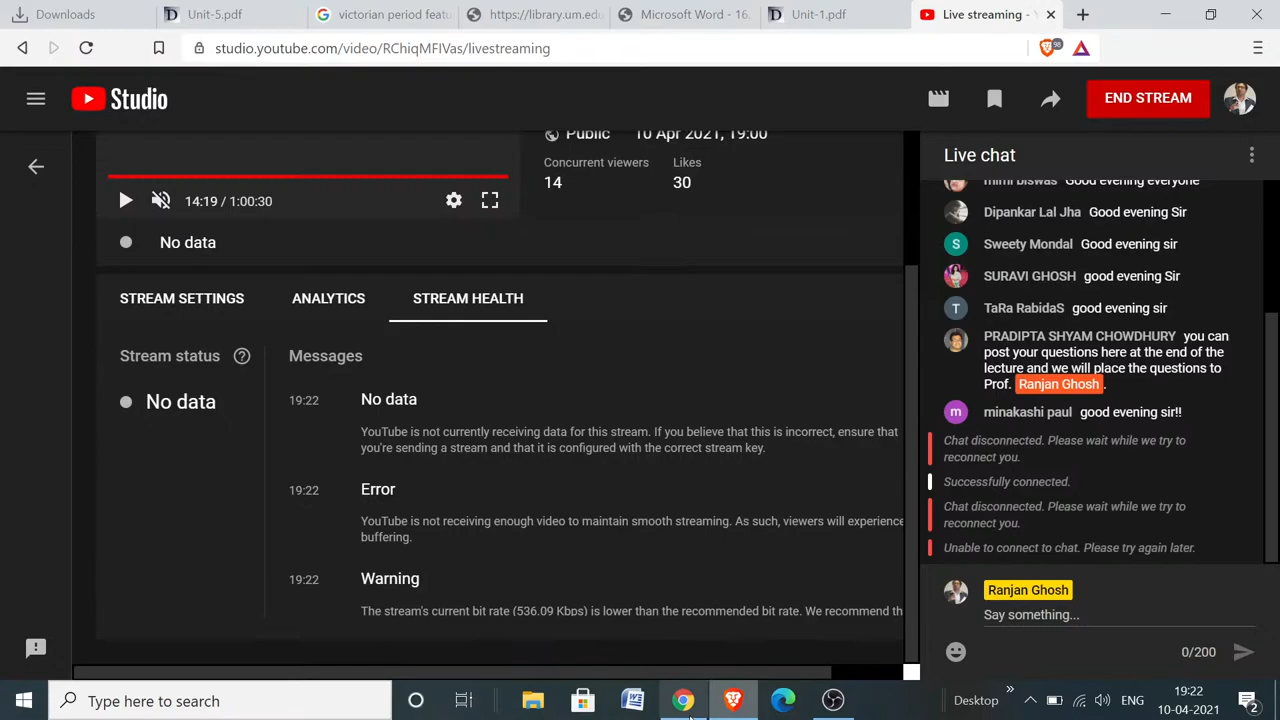 Downloads
Unit-5.pdf
victorian period featu
https://library.um.edu
Microsoft Word - 16.
Unit-1.pdf
Live streaming - Y
studio.youtube.com/video/RChiqMFIVas/livestreaming
98
Studio
END STREAM
Public 10 Apr 2021, 19:00
Concurrent viewers Likes
14 30
14:19 / 1:00:30
No data
STREAM SETTINGS ANALYTICS STREAM HEALTH
Stream status
No data
Messages
19:22 No data
YouTube is not currently receiving data for this stream. If you believe that this is incorrect, ensure that
you're sending a stream and that it is configured with the correct stream key.
19:22 Error
YouTube is not receiving enough video to maintain smooth streaming. As such, viewers will experience
buffering.
19:22 Warning
The stream's current bit rate (536.09 Kbps) is lower than the recommended bit rate. We recommend th
Live chat
mimi biswas Good evening everyone
Dipankar Lal Jha Good evening Sir
S Sweety Mondal Good evening sir
SURAVI GHOSH good evening Sir
T TaRa RabidaS good evening sir
PRADIPTA SHYAM CHOWDHURY you can
post your questions here at the end of the
lecture and we will place the questions to
Prof. Ranjan Ghosh .
m minakashi paul good evening sir!!
Chat disconnected. Please wait while we try to
reconnect you.
Successfully connected.
Chat disconnected. Please wait while we try to
reconnect you.
Unable to connect to chat. Please try again later.
Ranjan Ghosh
Say something...
0/200
Type here to search
Desktop
ENG
19:22
10-04-2021
2